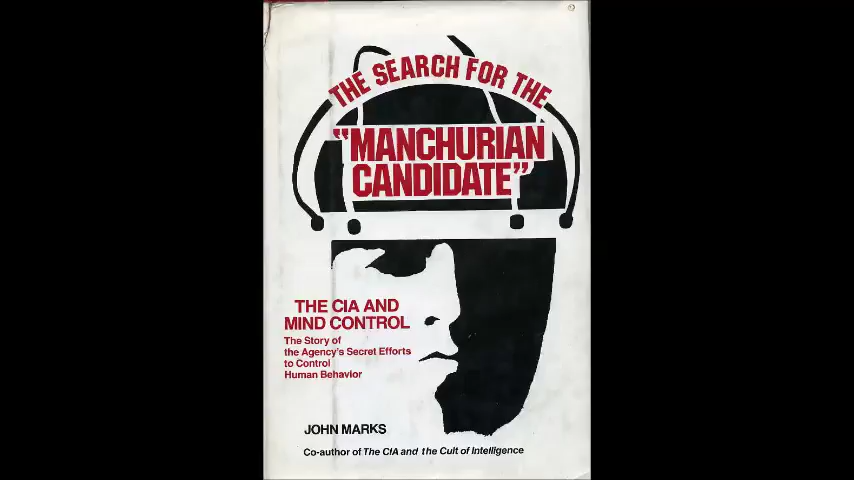 THE SEARCH FOR THE
"MANCHURIAN
CANDIDATE"
THE CIA AND
MIND CONTROL
The Story of
the Agency's Secret Efforts
to Control
Human Behavior
JOHN MARKS
Co-author of The CIA and the Cult of Intelligence